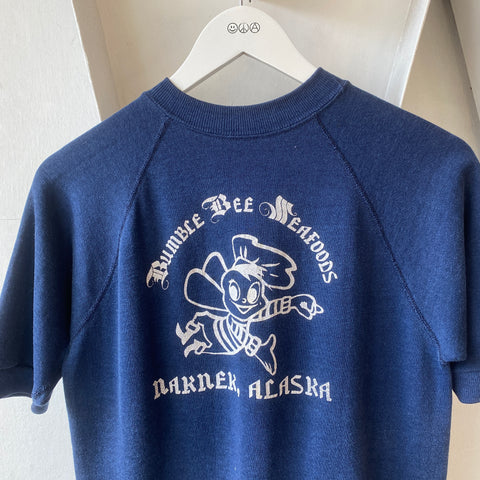 Bumble Bee Seafoods
NAKNEK, ALASKA